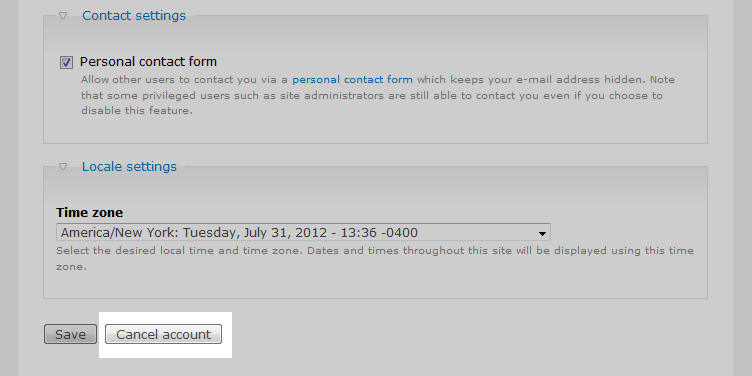 Contact settings
Personal contact form
Allow other users to contact you via a personal contact form which keeps your e-mail address hidden. Note
that some privileged users such as site administrators are still able to contact you even if you choose to
disable this feature.
Locale settings
Time zone
America/New York: Tuesday, July 31, 2012 - 13:36 -0400
Select the desired local time and time zone. Dates and times throughout this site will be displayed using this time
zone.
Save Cancel account